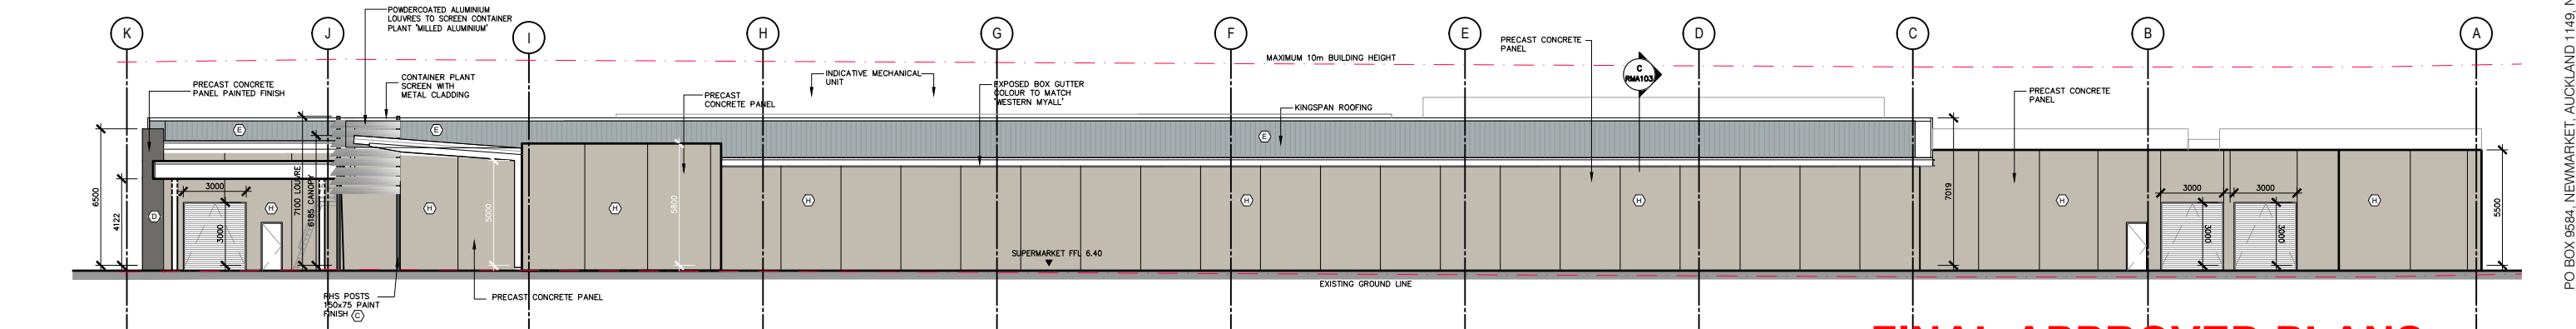 K
J
I
H
G
F
E
D
C
B
A
POWDERCOATED ALUMINIUM
LOUVRES TO SCREEN CONTAINER
PLANT 'MILLED ALUMINIUM'
PRECAST CONCRETE
PANEL PAINTED FINISH
CONTAINER PLANT
SCREEN WITH
METAL CLADDING
PRECAST
CONCRETE PANEL
INDICATIVE MECHANICAL
UNIT
EXPOSED BOX GUTTER
COLOUR TO MATCH
'WESTERN MYALL'
MAXIMUM 10m BUILDING HEIGHT
KINGSPAN ROOFING
PRECAST CONCRETE
PANEL
C
RMA103
PRECAST CONCRETE
PANEL
E
E
E
6500
4122
D
3000
3000
H
7100 LOUVRE
6185 CANOPY
H
5000
H
5800
H
H
H
7019
H
3000
3000
3000
3000
H
5500
SUPERMARKET FFL 6.40
EXISTING GROUND LINE
RHS POSTS
150x75 PAINT
FINISH C
PRECAST CONCRETE PANEL
FINAL APPROVED PLANS
PO BOX 9584, NEWMARKET, AUCKLAND 1149,